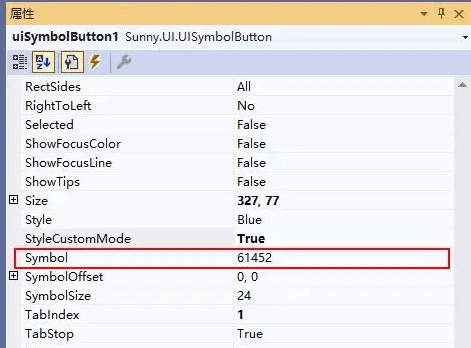 属性
uiSymbolButton1 Sunny.UI.UISymbolButton
RectSides All
RightToLeft No
Selected False
ShowFocusColor False
ShowFocusLine False
ShowTips False
Size 327, 77
Style Blue
StyleCustomMode True
Symbol 61452
SymbolOffset 0, 0
SymbolSize 24
TabIndex 1
TabStop True